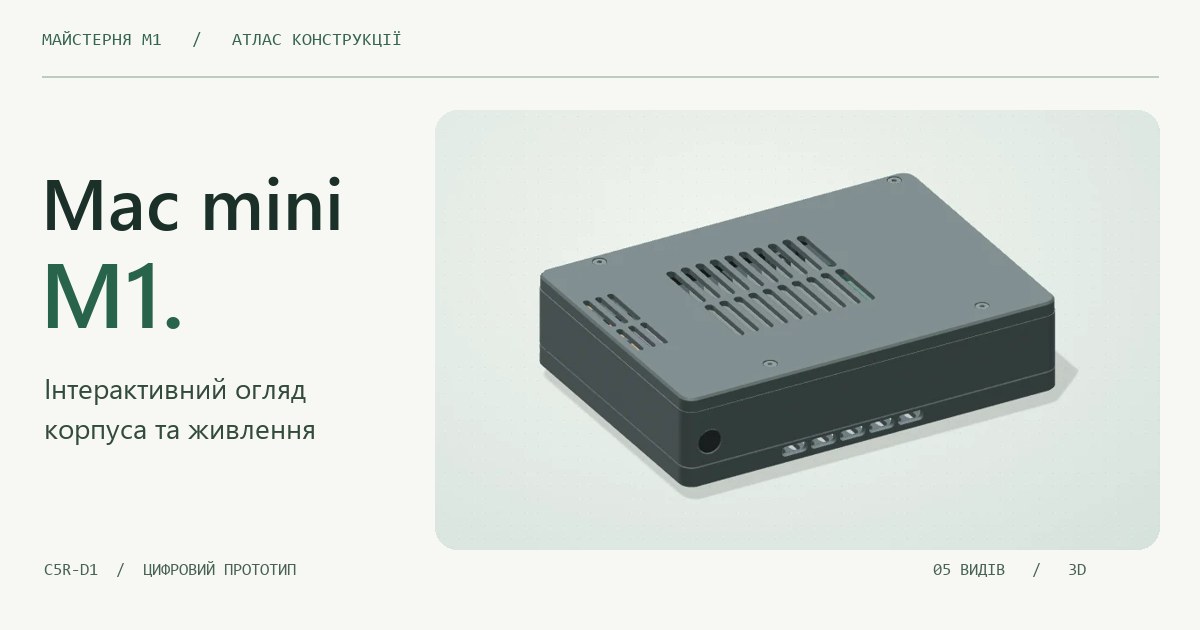 МАЙСТЕРНЯ М1 / АТЛАС КОНСТРУКЦІЇ
Mac mini
M1.
Інтерактивний огляд
корпуса та живлення
C5R-D1 / ЦИФРОВИЙ ПРОТОТИП
05 ВИДІВ / 3D